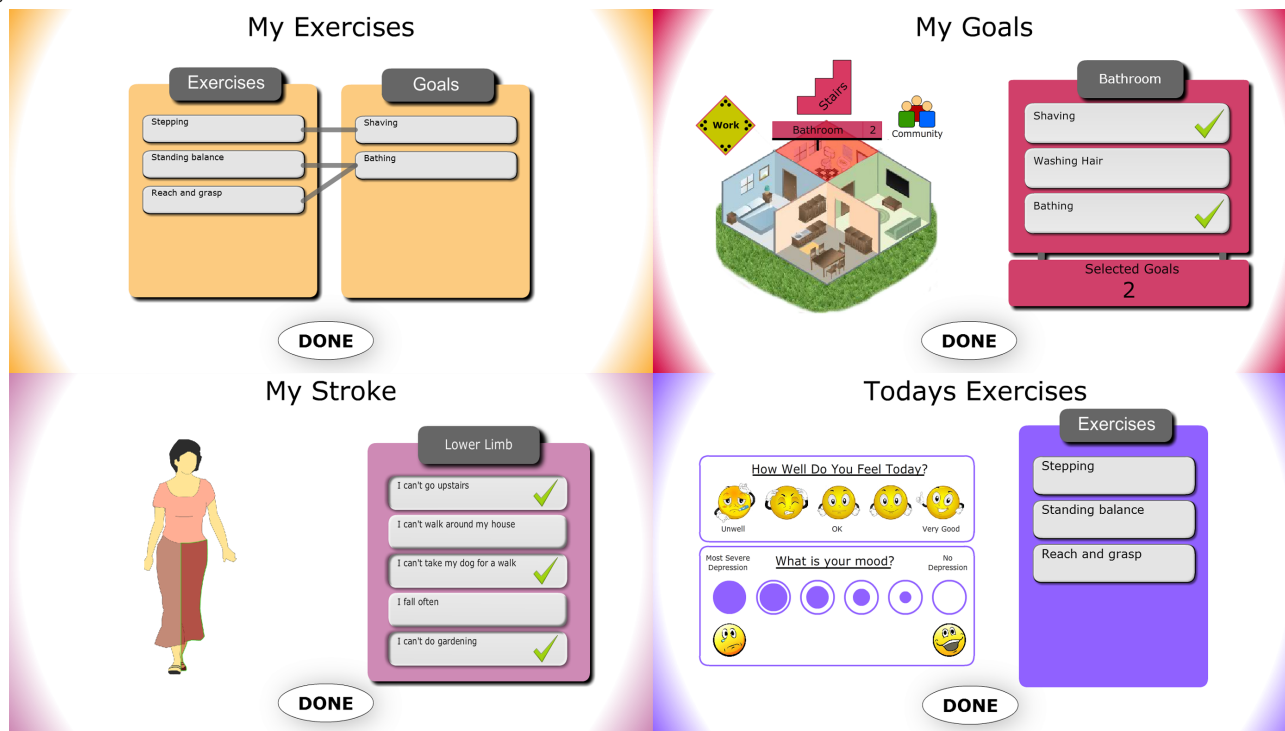 My Exercises
Exercises
Goals
Stepping
Shaving
Standing balance
Bathing
Reach and grasp
DONE
My Goals
Work
Stairs
Bathroom 2
Community
Bathroom
Shaving
Washing Hair
Bathing
Selected Goals
2
DONE
My Stroke
Lower Limb
I can't go upstairs
I can't walk around my house
I can't take my dog for a walk
I fall often
I can't do gardening
DONE
Todays Exercises
How Well Do You Feel Today?
Unwell
OK
Very Good
Most Severe
Depression
What is your mood?
No
Depression
Exercises
Stepping
Standing balance
Reach and grasp
DONE